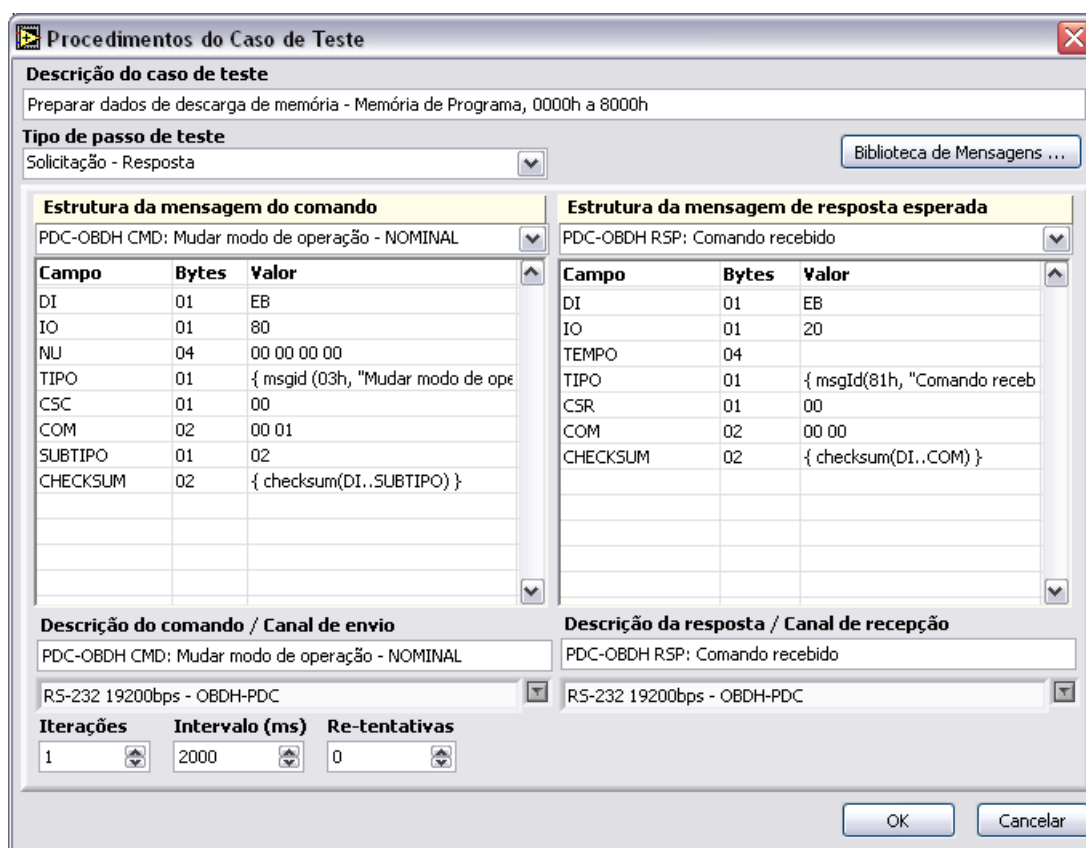 Procedimentos do Caso de Teste
Descrição do caso de teste
Preparar dados de descarga de memória - Memória de Programa, 0000h a 8000h
Tipo de passo de teste
Solicitação - Resposta
Biblioteca de Mensagens ...
Estrutura da mensagem do comando
PDC-OBDH CMD: Mudar modo de operação - NOMINAL
Campo Bytes Valor
DI 01 EB
IO 01 80
NU 04 00 00 00 00
TIPO 01 { msgid (03h, "Mudar modo de ope
CSC 01 00
COM 02 00 01
SUBTIPO 01 02
CHECKSUM 02 { checksum(DI..SUBTIPO) }
Estrutura da mensagem de resposta esperada
PDC-OBDH RSP: Comando recebido
Campo Bytes Valor
DI 01 EB
IO 01 20
TEMPO 04
TIPO 01 { msgId(81h, "Comando receb
CSR 01 00
COM 02 00 00
CHECKSUM 02 { checksum(DI..COM) }
Descrição do comando / Canal de envio
PDC-OBDH CMD: Mudar modo de operação - NOMINAL
RS-232 19200bps - OBDH-PDC
Descrição da resposta / Canal de recepção
PDC-OBDH RSP: Comando recebido
RS-232 19200bps - OBDH-PDC
Iterações Intervalo (ms) Re-tentativas
1 2000 0
OK Cancelar